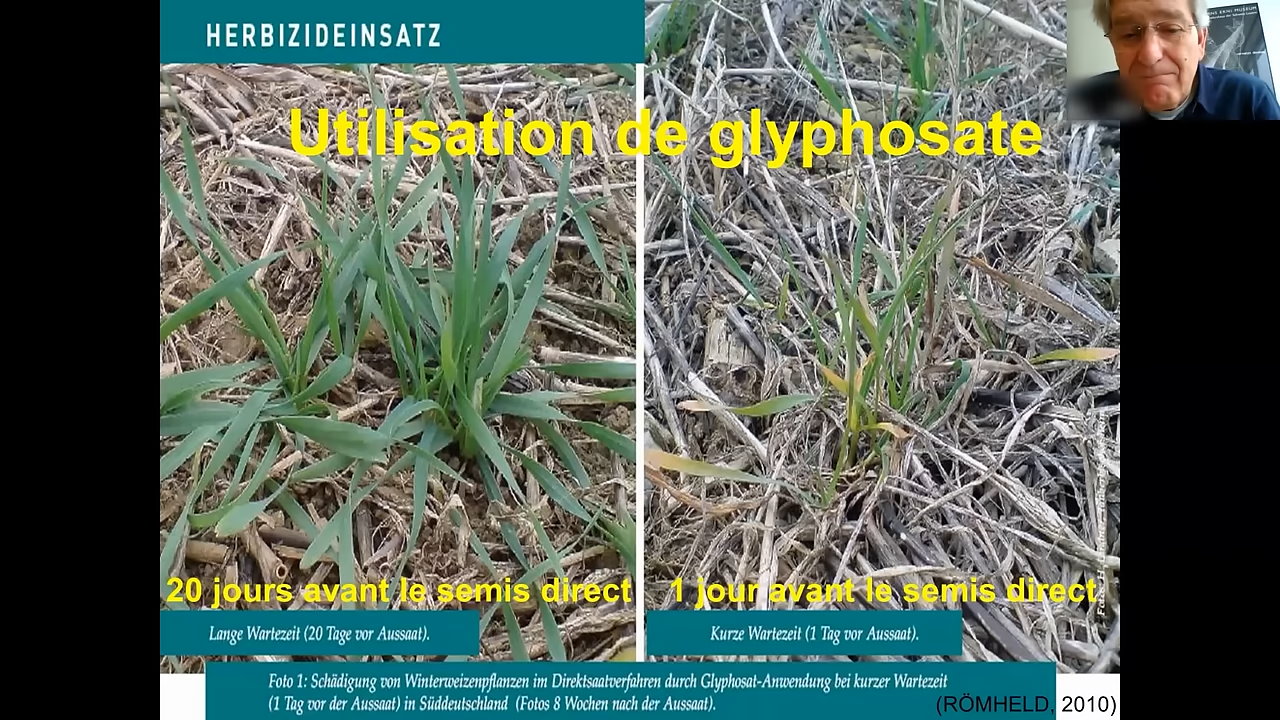 HERBIZIDEINSATZ
Utilisation de glyphosate
20 jours avant le semis direct
1 jour avant le semis direct
Lange Wartezeit (20 Tage vor Aussaat).
Kurze Wartezeit (1 Tag vor Aussaat).
Foto 1: Schädigung von Winterweizenpflanzen im Direktsaatverfahren durch Glyphosat-Anwendung bei kurzer Wartezeit
(1 Tag vor der Aussaat) in Süddeutschland (Fotos 8 Wochen nach der Aussaat).
(RÖMHELD, 2010)